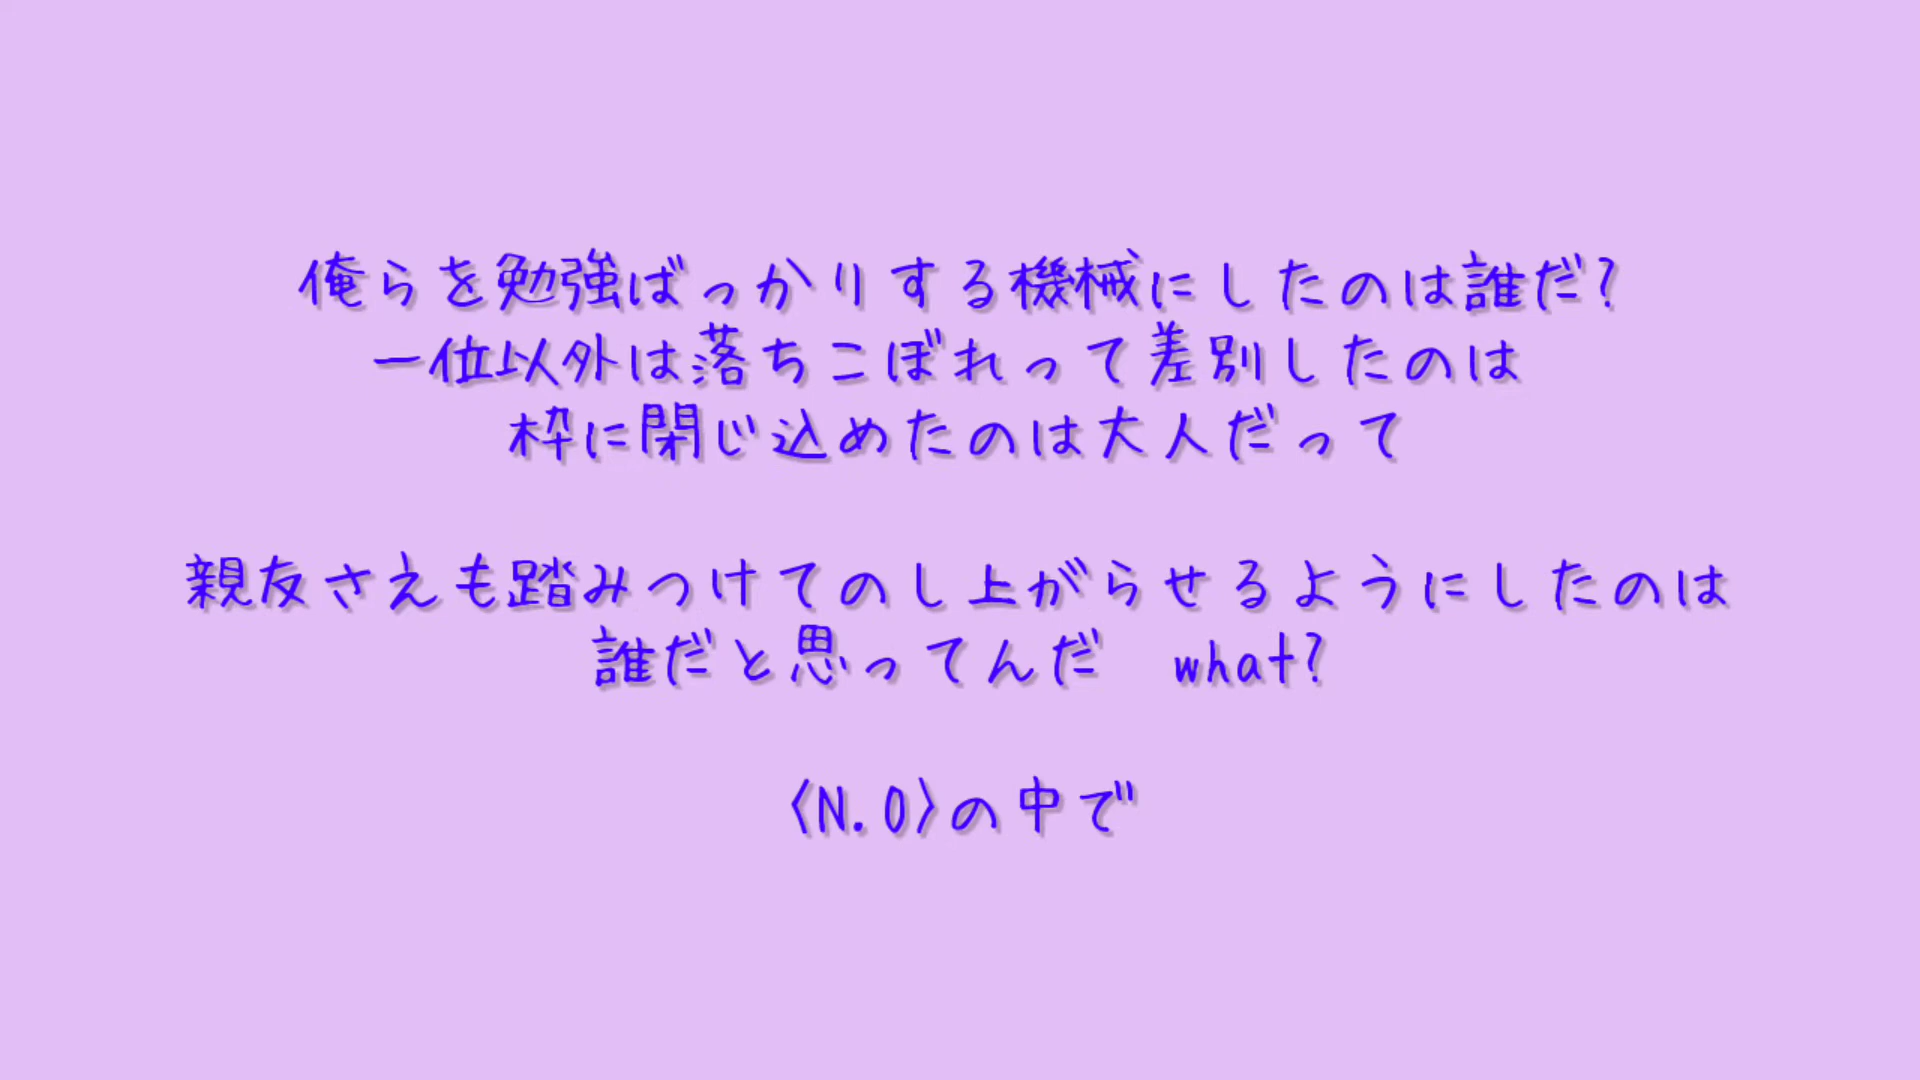 俺らを勉強ばっかりする機械にしたのは誰だ?
一位以外は落ちこぼれって差別したのは
枠に閉じ込めたのは大人だって
親友さえも踏みつけてのし上がらせるようにしたのは
誰だと思ってんだ　what?
〈N.O〉の中で